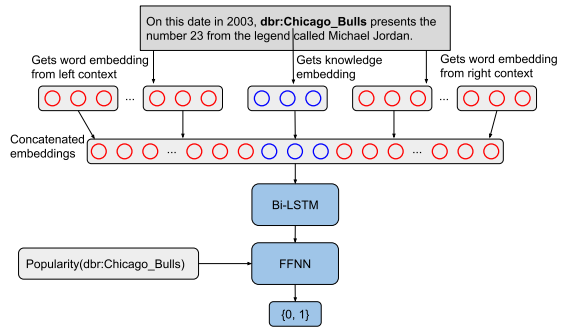 On this date in 2003, dbr:Chicago_Bulls presents the
number 23 from the legend called Michael Jordan.
Gets word embedding
from left context
Gets knowledge
embedding
Gets word embedding
from right context
...
...
Concatenated
embeddings
...
...
Bi-LSTM
Popularity(dbr:Chicago_Bulls)
FFNN
{0, 1}